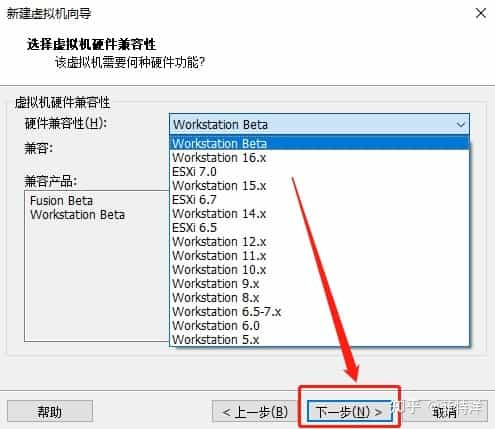 新建虚拟机向导
选择虚拟机硬件兼容性
该虚拟机需要何种硬件功能?
虚拟机硬件兼容性
硬件兼容性(H):
Workstation Beta
兼容:
Workstation Beta
Workstation 16.x
ESXi 7.0
Workstation 15.x
ESXi 6.7
Workstation 14.x
ESXi 6.5
Workstation 12.x
Workstation 11.x
Workstation 10.x
Workstation 9.x
Workstation 8.x
Workstation 6.5-7.x
Workstation 6.0
Workstation 5.x
兼容产品:
Fusion Beta
Workstation Beta
帮助
< 上一步(B)
下一步(N) >
取消
知乎